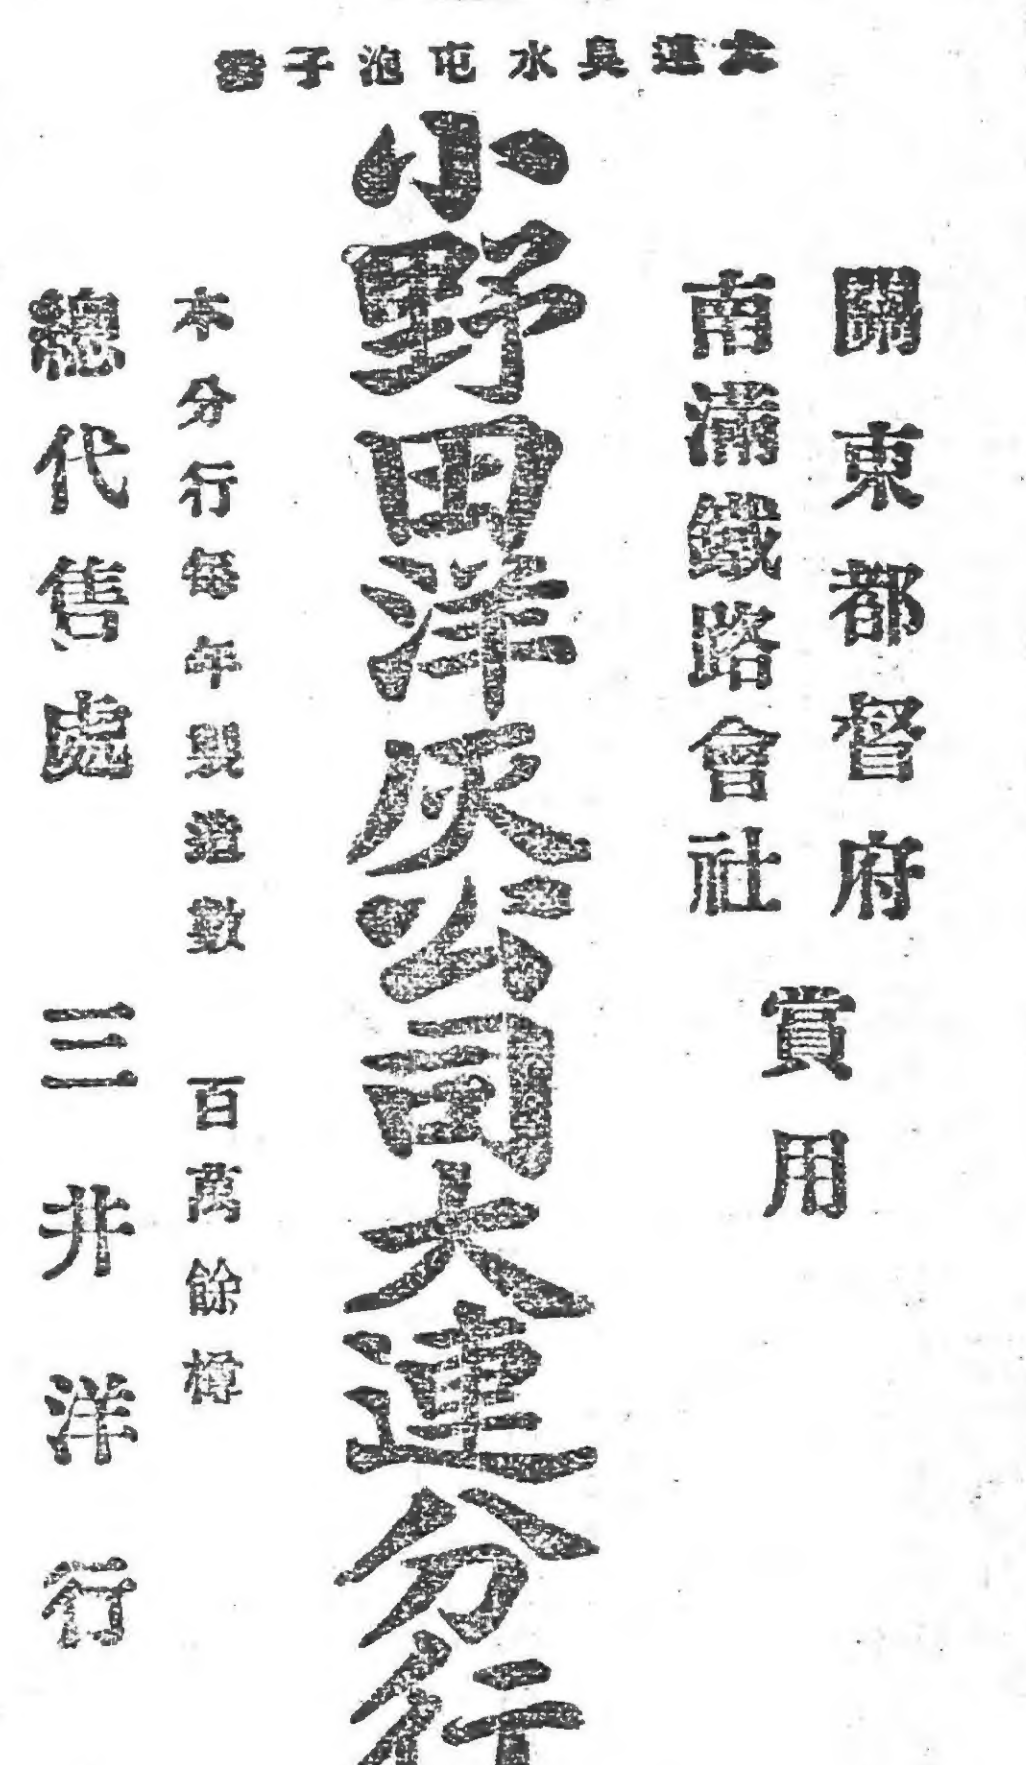 大連臭水屯泡子崖
關東都督府
南滿鐵路會社
賞用
小野田洋灰公司大連分行
本分行每年製造數 百萬餘樽
總代售處 三井洋行